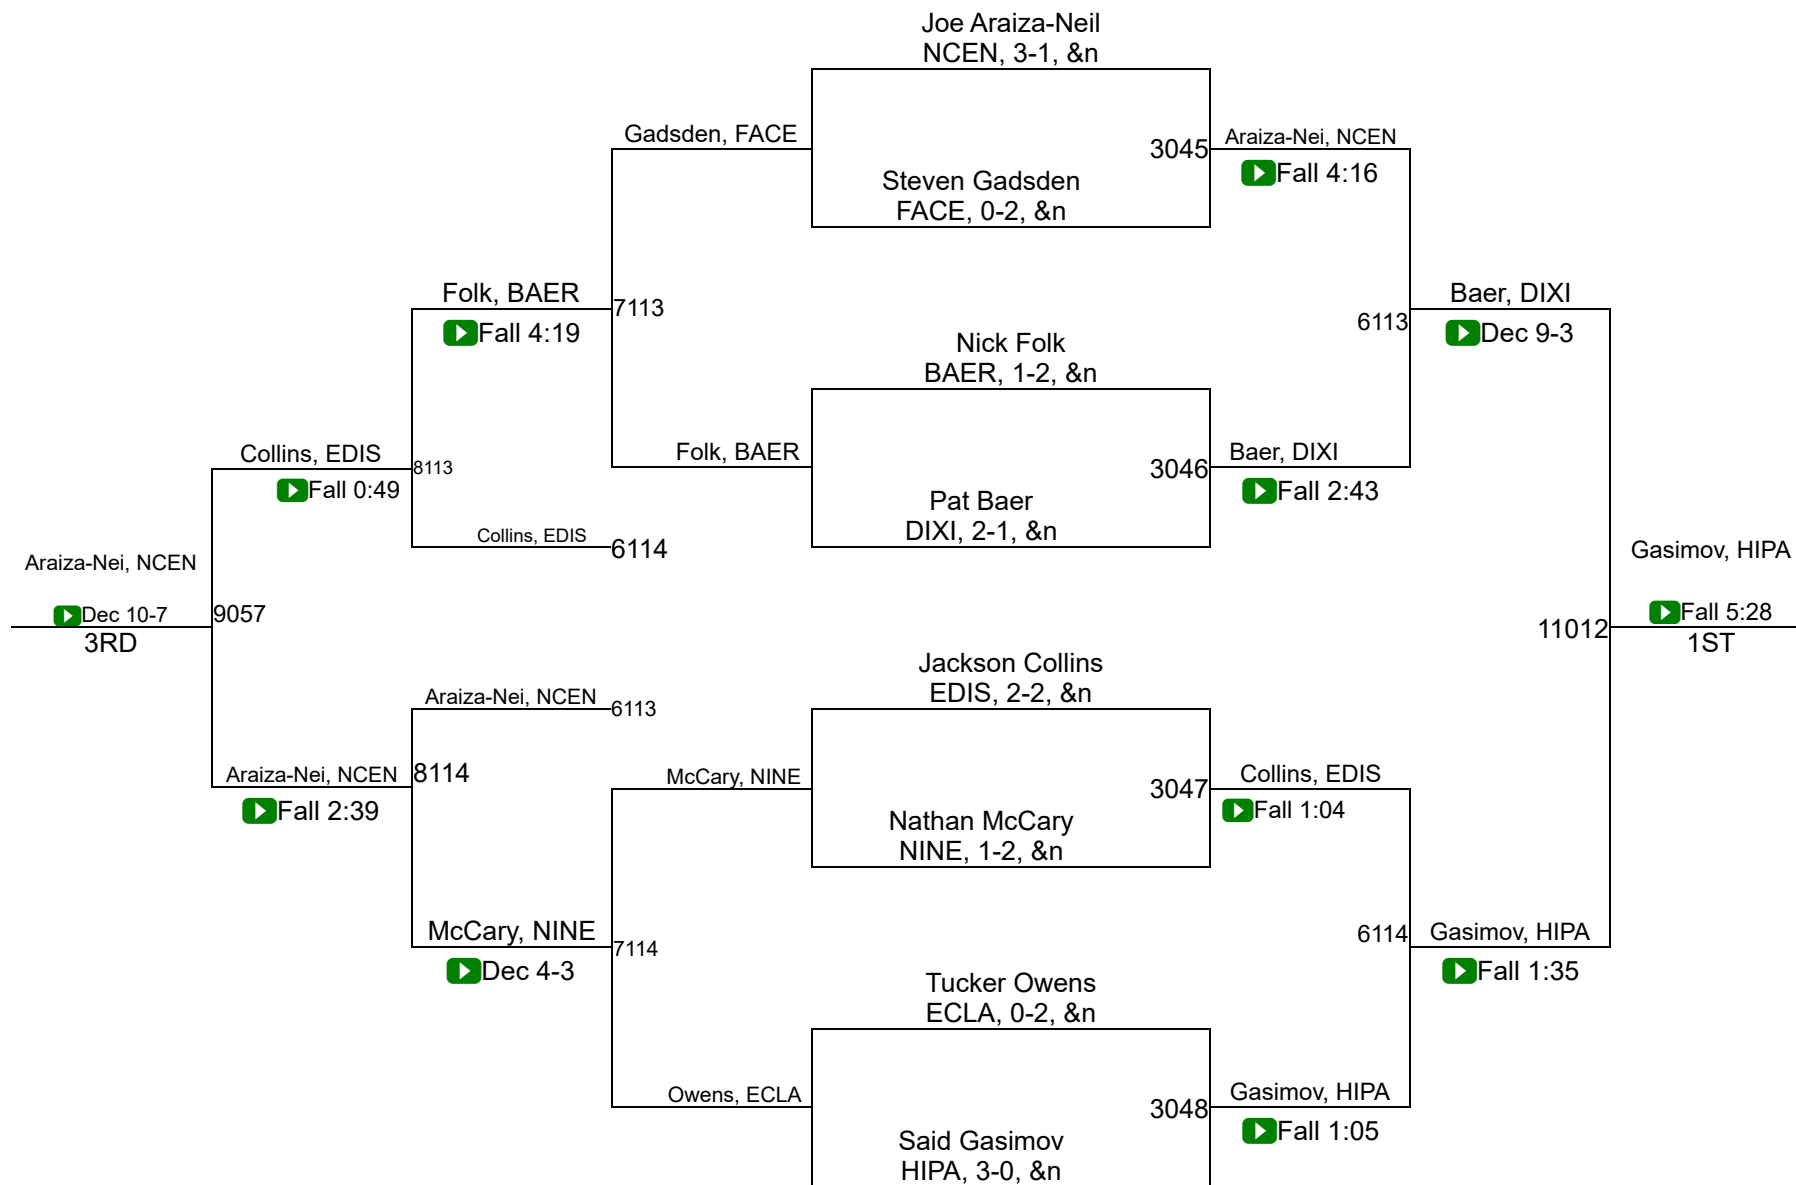 Joe Araiza-Neil
NCEN, 3-1, &n
Gadsden, FACE
3045
Araiza-Nei, NCEN
Fall 4:16
Steven Gadsden
FACE, 0-2, &n
Folk, BAER
7113
Fall 4:19
Baer, DIXI
6113
Dec 9-3
Nick Folk
BAER, 1-2, &n
Folk, BAER
3046
Baer, DIXI
Fall 2:43
Collins, EDIS
8113
Fall 0:49
Pat Baer
DIXI, 2-1, &n
Collins, EDIS
6114
Araiza-Nei, NCEN
Dec 10-7
3RD
9057
Gasimov, HIPA
11012
Fall 5:28
1ST
Jackson Collins
EDIS, 2-2, &n
Araiza-Nei, NCEN
6113
Araiza-Nei, NCEN
8114
Fall 2:39
McCary, NINE
3047
Collins, EDIS
Fall 1:04
Nathan McCary
NINE, 1-2, &n
McCary, NINE
7114
Dec 4-3
6114
Gasimov, HIPA
Fall 1:35
Tucker Owens
ECLA, 0-2, &n
Owens, ECLA
3048
Gasimov, HIPA
Fall 1:05
Said Gasimov
HIPA, 3-0, &n